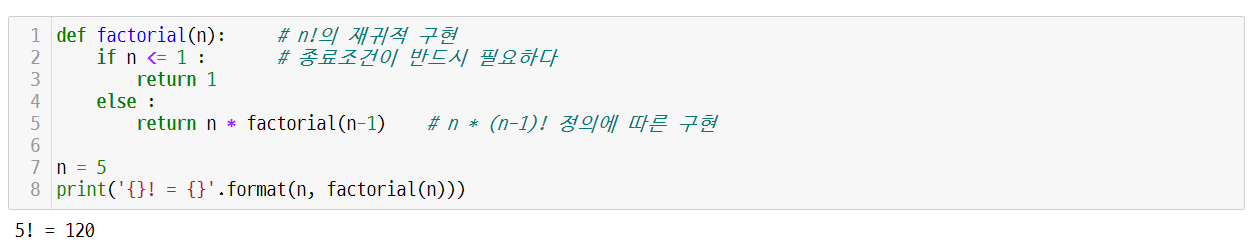 1 def factorial(n):     # n!의 재귀적 구현
2     if n <= 1 :       # 종료조건이 반드시 필요하다
3         return 1
4     else :
5         return n * factorial(n-1)    # n * (n-1)! 정의에 따른 구현
6
7 n = 5
8 print('{}! = {}'.format(n, factorial(n)))
5! = 120